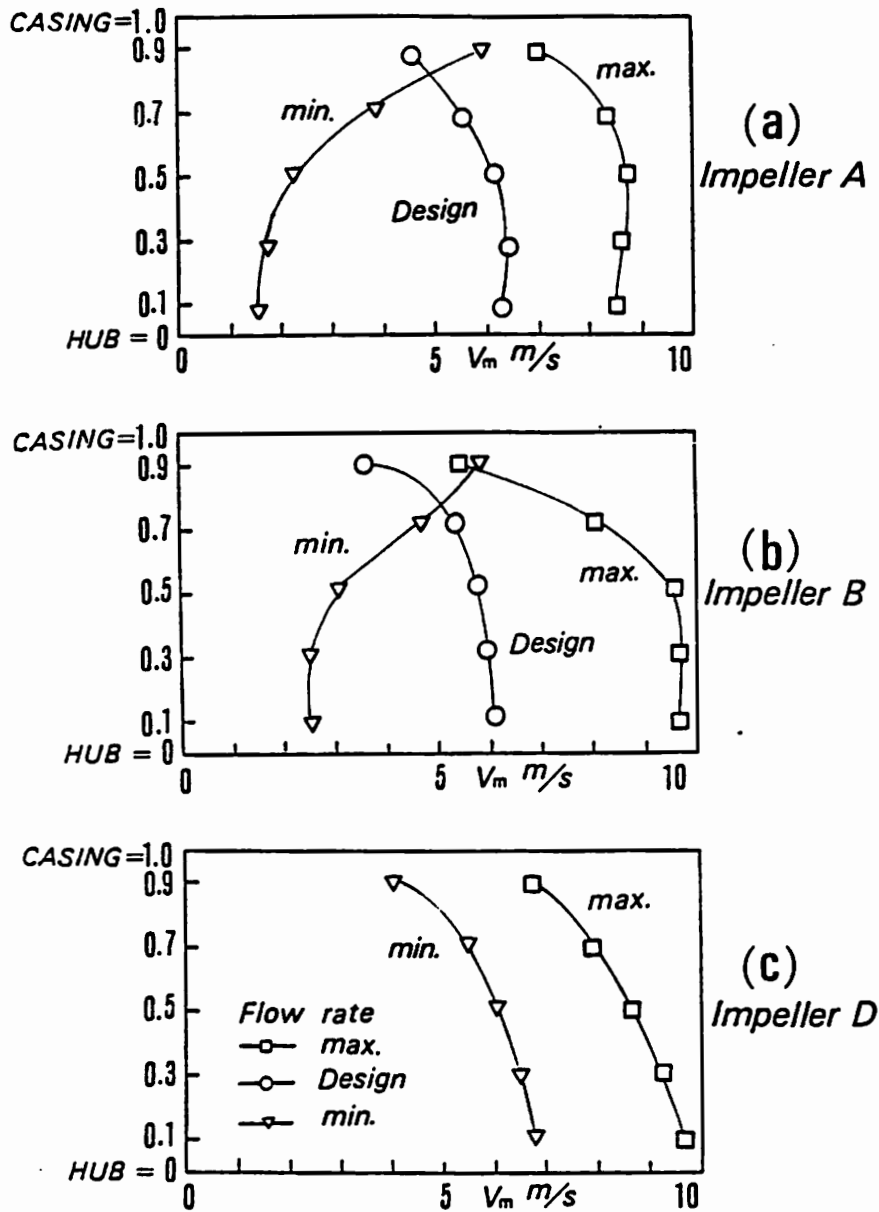 CASING=1.0
0.9
0.7
0.5
0.3
0.1
HUB = 0
min.
Design
max.
0
5
10
Vm m/s
(a)
Impeller A
CASING=1.0
0.9
0.7
0.5
0.3
0.1
HUB = 0
min.
Design
max.
0
5
10
Vm m/s
(b)
Impeller B
CASING=1.0
0.9
0.7
0.5
0.3
0.1
HUB = 0
min.
max.
Flow rate
max.
Design
min.
0
5
10
Vm m/s
(c)
Impeller D